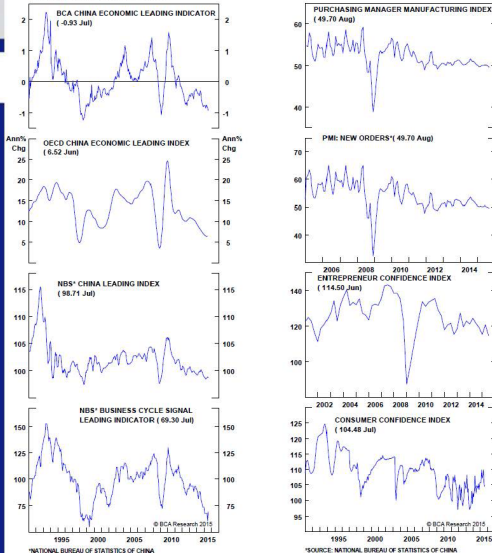 BCA CHINA ECONOMIC LEADING INDICATOR
( -0.93 Jul)
2 2
1 1
0 0
-1 -1
Ann% Ann%
Chg Chg
OECD CHINA ECONOMIC LEADING INDEX
( 6.52 Jun)
25 25
20 20
15 15
10 10
5 5
NBS* CHINA LEADING INDEX
( 98.71 Jul)
115 115
110 110
105 105
100 100
NBS* BUSINESS CYCLE SIGNAL
LEADING INDICATOR ( 69.30 Jul)
150 150
125 125
100 100
75 75
© BCA Research 2015
1995 2000 2005 2010 2015
*NATIONAL BUREAU OF STATISTICS OF CHINA
PURCHASING MANAGER MANUFACTURING INDEX
( 49.70 Aug)
60
50
40
PMI: NEW ORDERS*( 49.70 Aug)
70
60
50
40
2006 2008 2010 2012 2014
ENTREPRENEUR CONFIDENCE INDEX
( 114.50 Jun)
140
120
100
2002 2004 2006 2008 2010 2012 2014
CONSUMER CONFIDENCE INDEX
( 104.48 Jul)
125
120
115
110
105
100
95
© BCA Research 2015
1995 2000 2005 2010 2015
*SOURCE: NATIONAL BUREAU OF STATISTICS OF CHINA